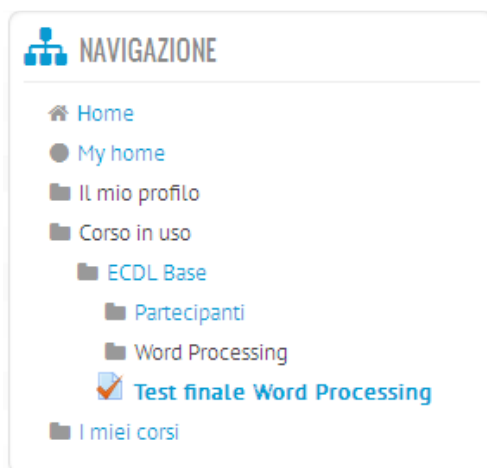 NAVIGAZIONE
Home
My home
Il mio profilo
Corso in uso
ECDL Base
Partecipanti
Word Processing
Test finale Word Processing
I miei corsi